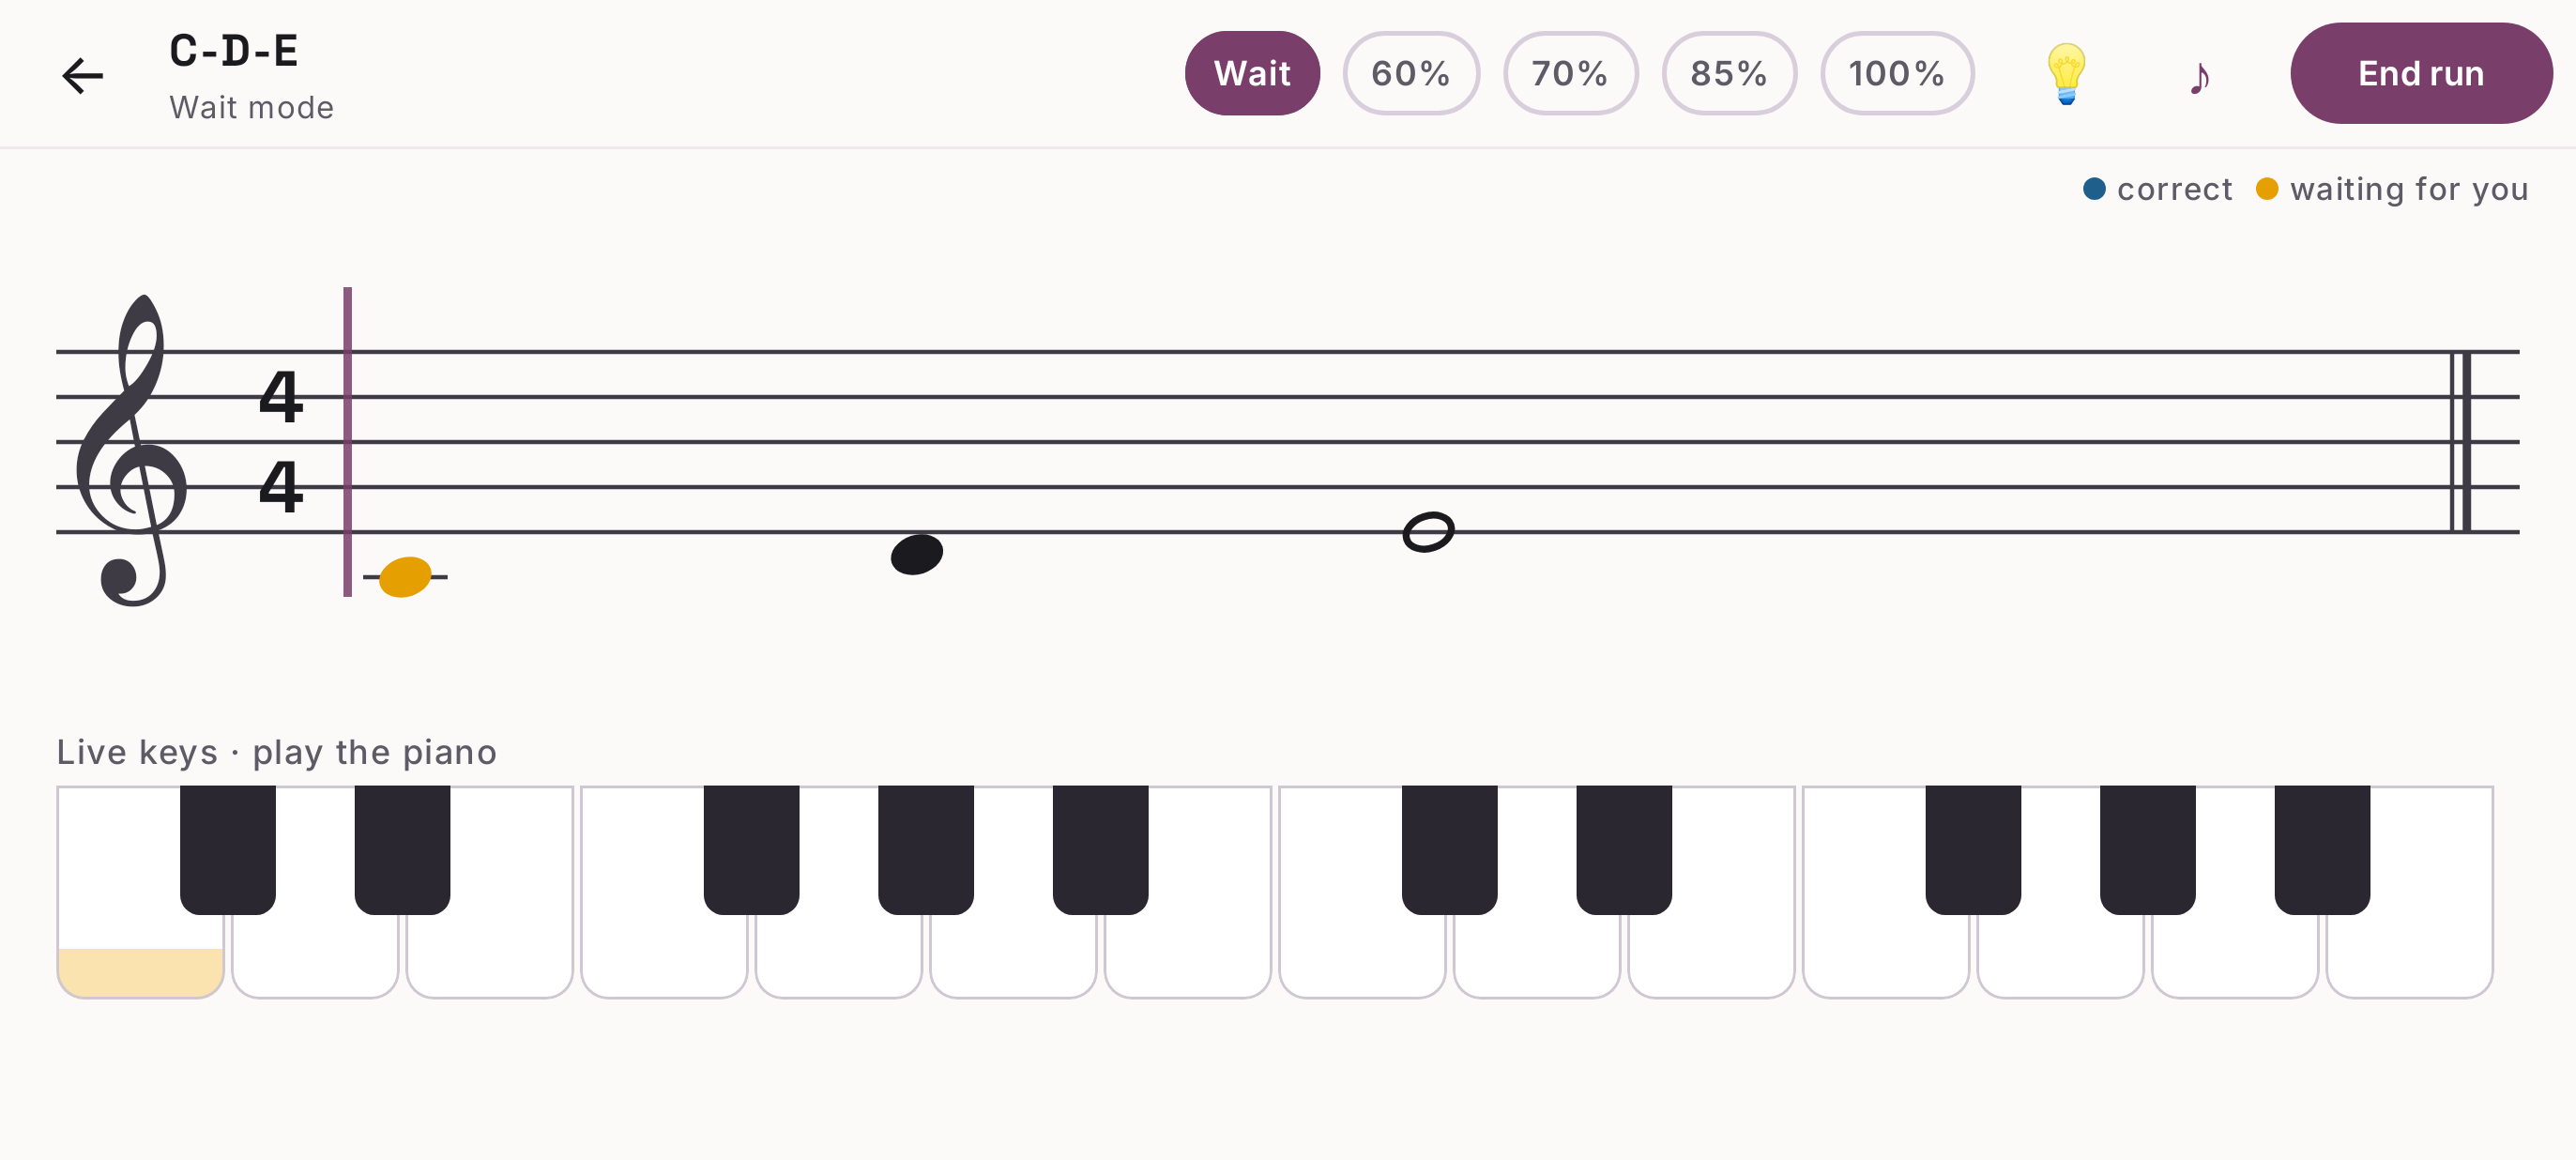 C-D-E
Wait mode
Wait 60% 70% 85% 100% End run
correct waiting for you
4
4
Live keys · play the piano